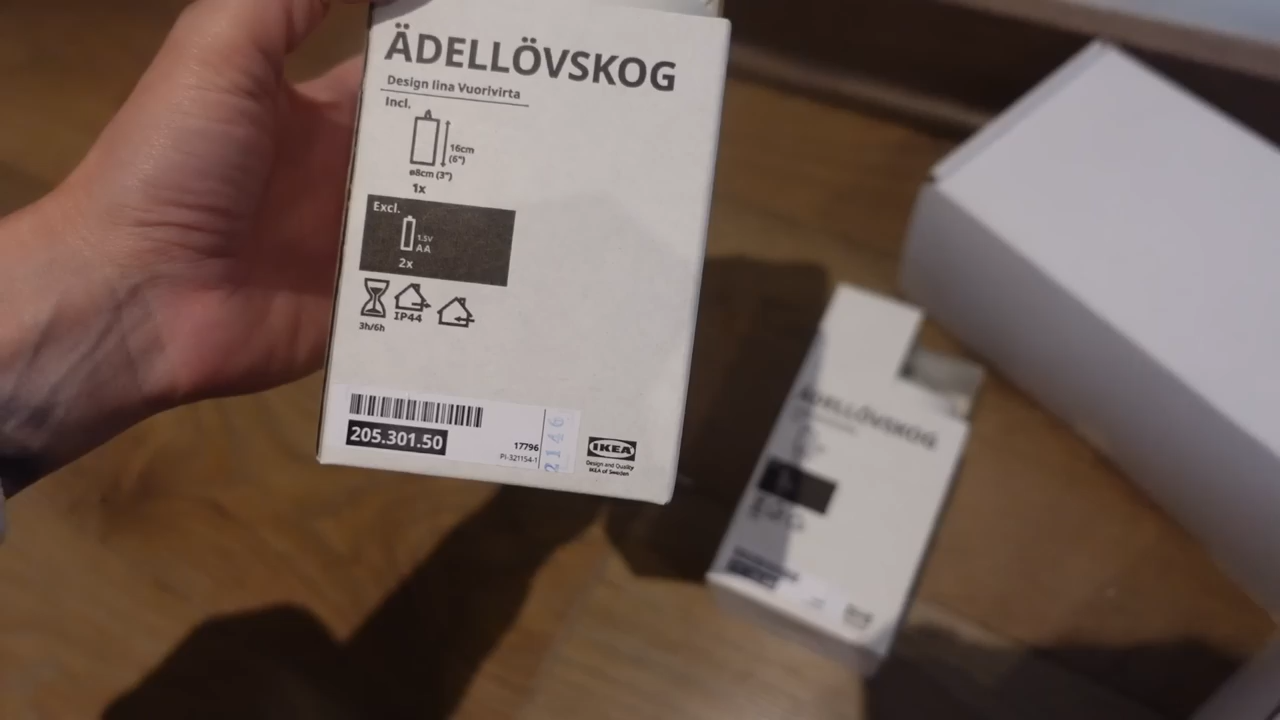 ÄDELLÖVSKOG
Design Iina Vuorivirta
Incl.
16cm
(6")
ø8cm (3")
1x
Excl.
1.5V
AA
2x
IP44
3h/6h
205.301.50
17796
PI-321154-1
2146
IKEA
Design and Quality
IKEA of Sweden
ÄDELLÖVSKOG